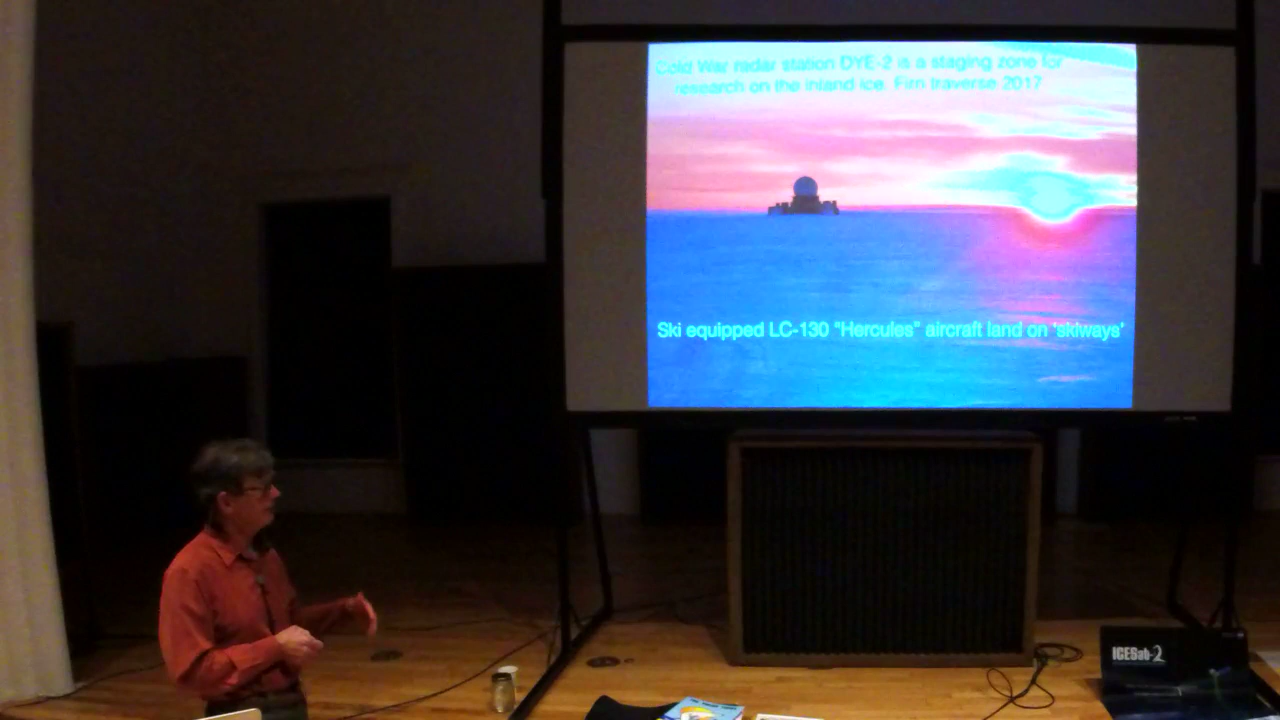 Cold War radar station DYE-2 is a staging zone for
research on the inland ice. Firn traverse 2017
Ski equipped LC-130 "Hercules" aircraft land on 'skiways'
ICESat-2